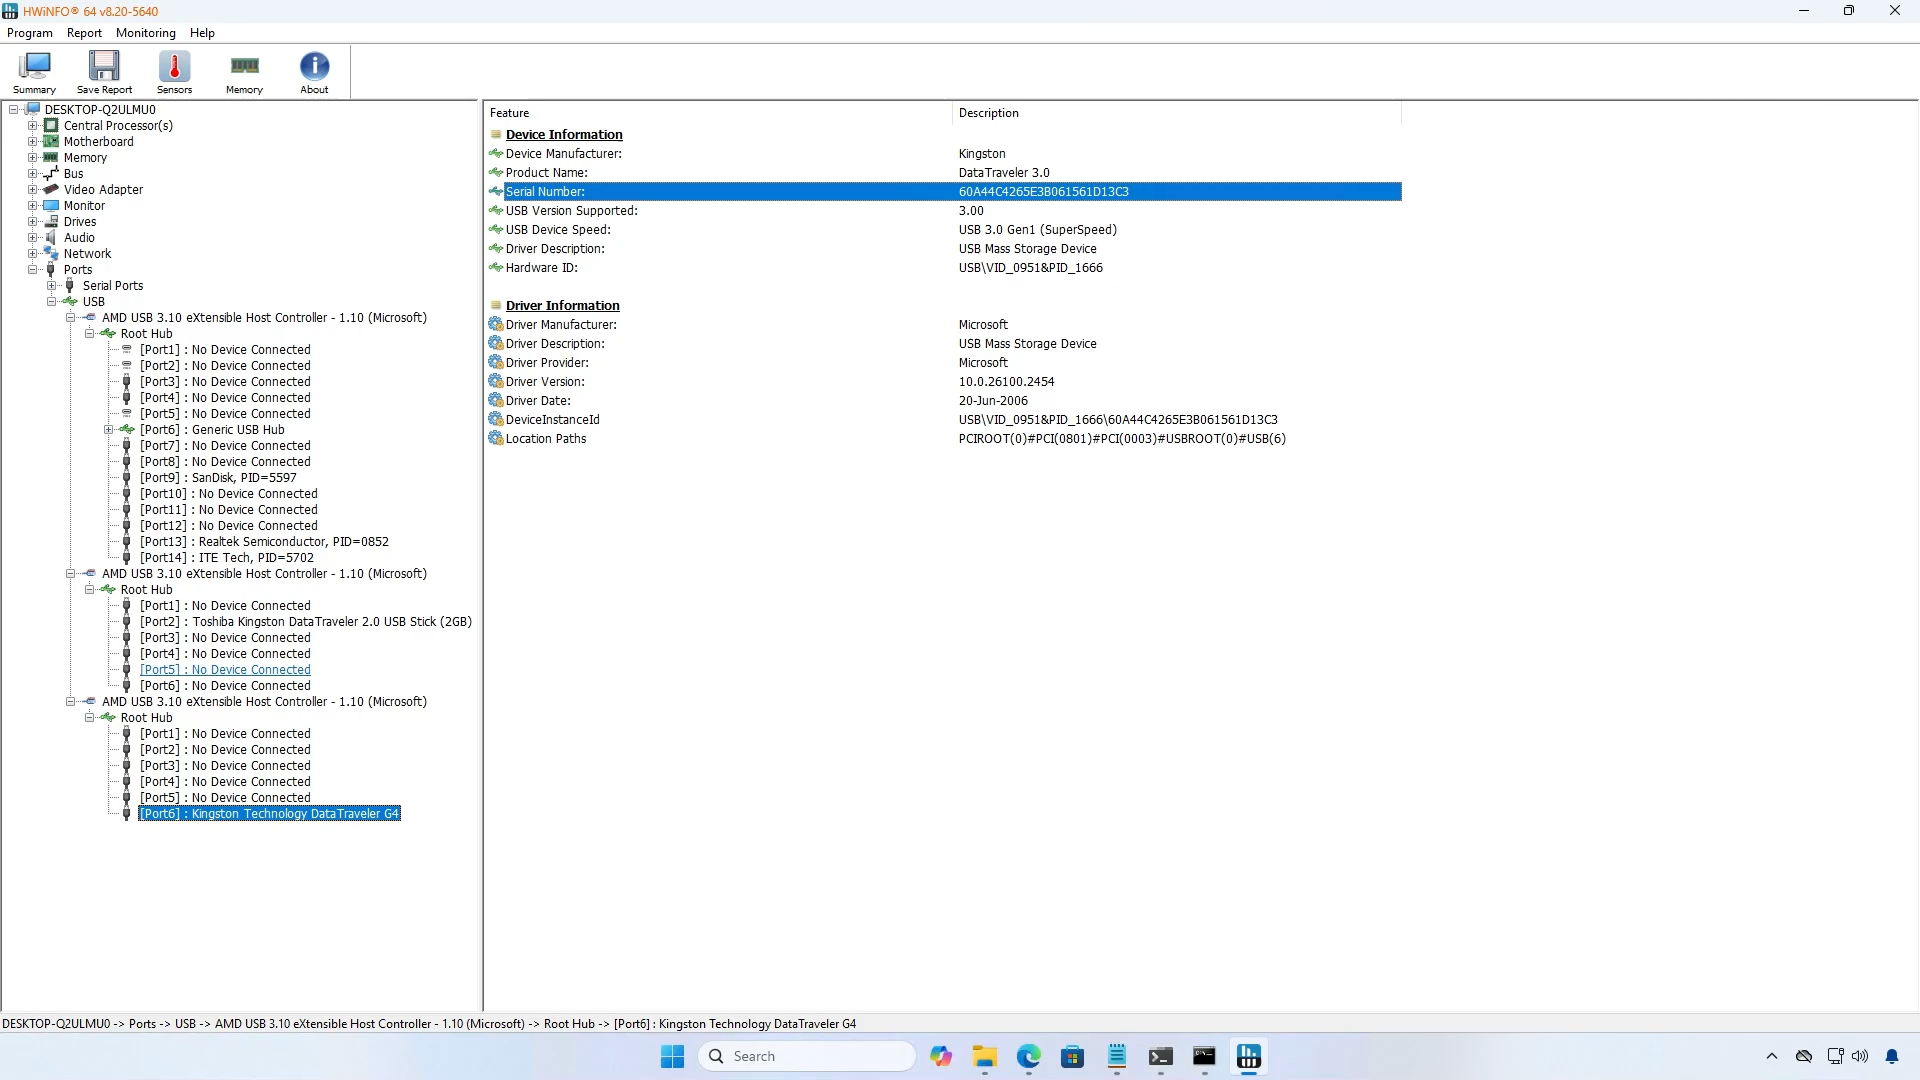 HWiNFO® 64 v8.20-5640
Program Report Monitoring Help
Summary Save Report Sensors Memory About
DESKTOP-Q2ULMU0
Central Processor(s)
Motherboard
Memory
Bus
Video Adapter
Monitor
Drives
Audio
Network
Ports
Serial Ports
USB
AMD USB 3.10 eXtensible Host Controller - 1.10 (Microsoft)
Root Hub
[Port1] : No Device Connected
[Port2] : No Device Connected
[Port3] : No Device Connected
[Port4] : No Device Connected
[Port5] : No Device Connected
[Port6] : Generic USB Hub
[Port7] : No Device Connected
[Port8] : No Device Connected
[Port9] : SanDisk, PID=5597
[Port10] : No Device Connected
[Port11] : No Device Connected
[Port12] : No Device Connected
[Port13] : Realtek Semiconductor, PID=0852
[Port14] : ITE Tech, PID=5702
AMD USB 3.10 eXtensible Host Controller - 1.10 (Microsoft)
Root Hub
[Port1] : No Device Connected
[Port2] : Toshiba Kingston DataTraveler 2.0 USB Stick (2GB)
[Port3] : No Device Connected
[Port4] : No Device Connected
[Port5] : No Device Connected
[Port6] : No Device Connected
AMD USB 3.10 eXtensible Host Controller - 1.10 (Microsoft)
Root Hub
[Port1] : No Device Connected
[Port2] : No Device Connected
[Port3] : No Device Connected
[Port4] : No Device Connected
[Port5] : No Device Connected
[Port6] : Kingston Technology DataTraveler G4
Feature Description
Device Information
Device Manufacturer: Kingston
Product Name: DataTraveler 3.0
Serial Number: 60A44C4265E3B061561D13C3
USB Version Supported: 3.00
USB Device Speed: USB 3.0 Gen1 (SuperSpeed)
Driver Description: USB Mass Storage Device
Hardware ID: USB\VID_0951&PID_1666
Driver Information
Driver Manufacturer: Microsoft
Driver Description: USB Mass Storage Device
Driver Provider: Microsoft
Driver Version: 10.0.26100.2454
Driver Date: 20-Jun-2006
DeviceInstanceId USB\VID_0951&PID_1666\60A44C4265E3B061561D13C3
Location Paths PCIROOT(0)#PCI(0801)#PCI(0003)#USBROOT(0)#USB(6)
DESKTOP-Q2ULMU0 -> Ports -> USB -> AMD USB 3.10 eXtensible Host Controller - 1.10 (Microsoft) -> Root Hub -> [Port6] : Kingston Technology DataTraveler G4
Search